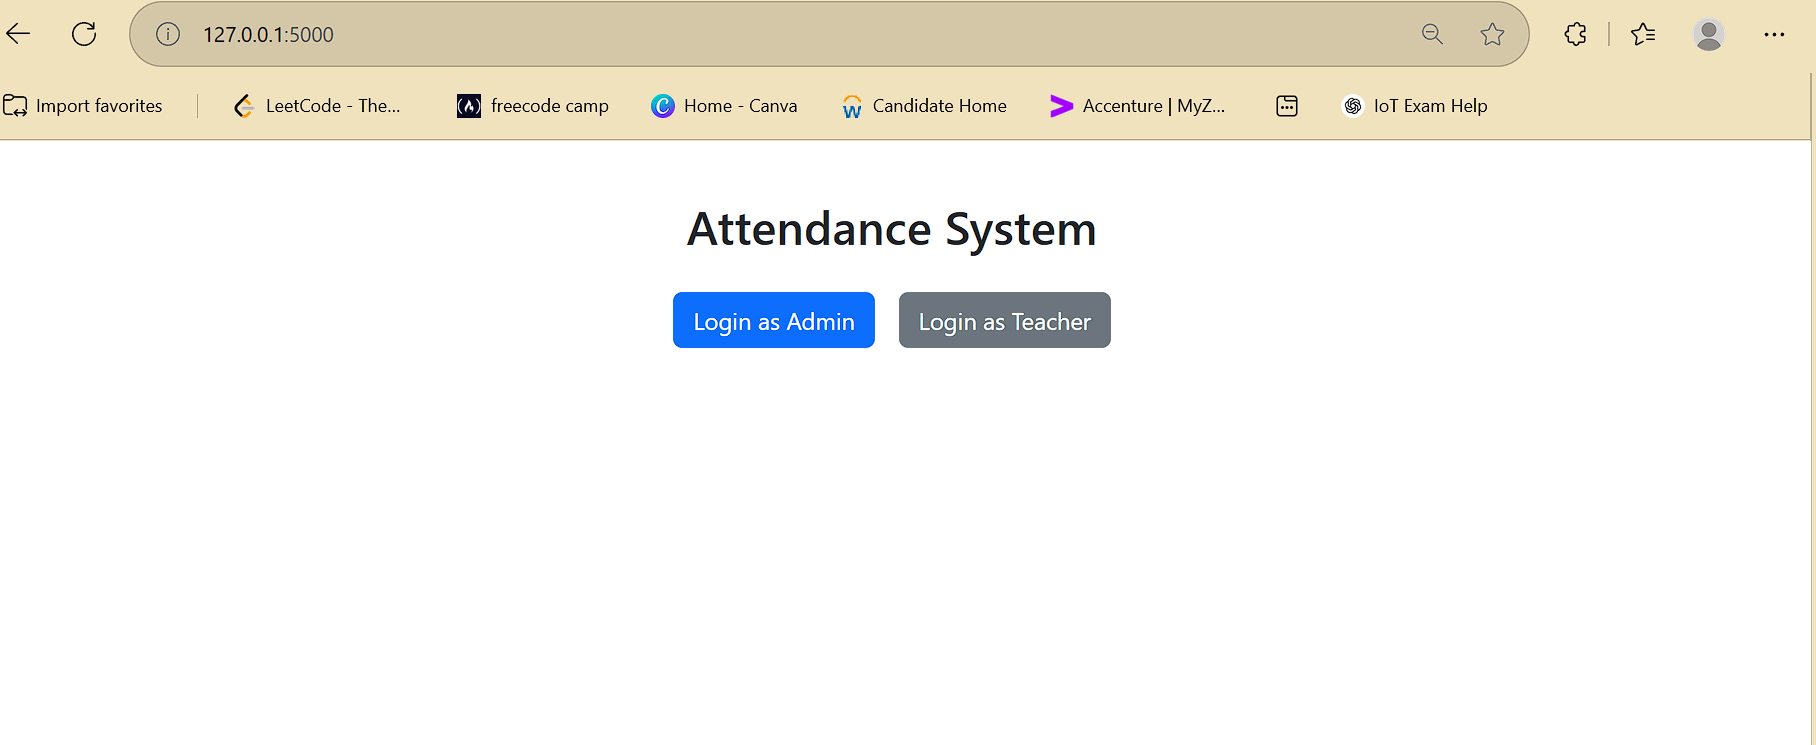 127.0.0.1:5000
Import favorites
LeetCode - The...
freecode camp
Home - Canva
Candidate Home
Accenture | MyZ...
IoT Exam Help
Attendance System
Login as Admin
Login as Teacher